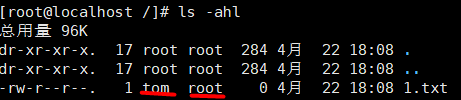 [root@localhost /]# ls -ahl
总用量 96K
dr-xr-xr-x.  17 root root  284 4月   22 18:08 .
dr-xr-xr-x.  17 root root  284 4月   22 18:08 ..
-rw-r--r--.   1 tom  root    0 4月   22 18:08 1.txt